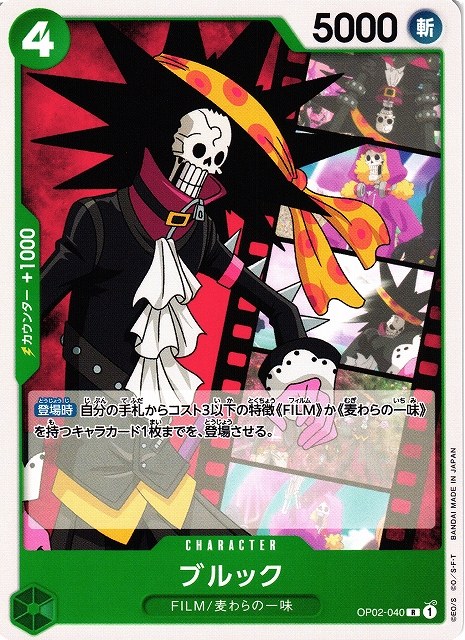 4
5000
斬
カウンター +1000
登場時 自分の手札からコスト3以下の特徴《FILM》か《麦わらの一味》
を持つキャラカード1枚までを、登場させる。
CHARACTER
ブルック
FILM/麦わらの一味
OP02-040 R 1
©E.O/S ©O/S・F・T BANDAI MADE IN JAPAN